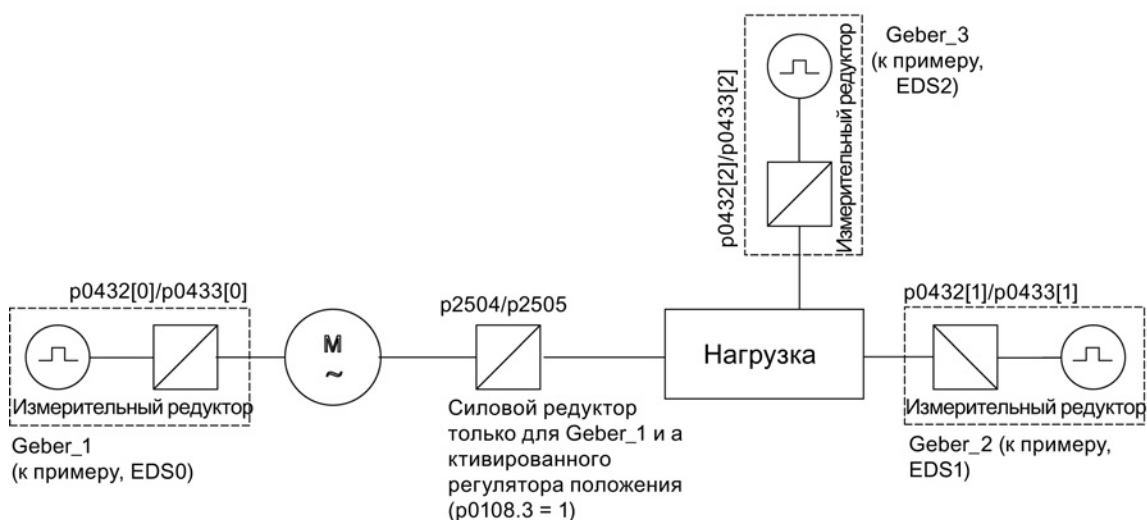 Geber_3
(к примеру,
EDS2)
p0432[2]/p0433[2]
Измерительный редуктор
p0432[0]/p0433[0]
p2504/p2505
p0432[1]/p0433[1]
M
~
Нагрузка
Измерительный редуктор
Geber_1
(к примеру, EDS0)
Силовой редуктор
только для Geber_1 и а
ктивированного
регулятора положения
(p0108.3 = 1)
Измерительный редуктор
Geber_2 (к примеру,
EDS1)